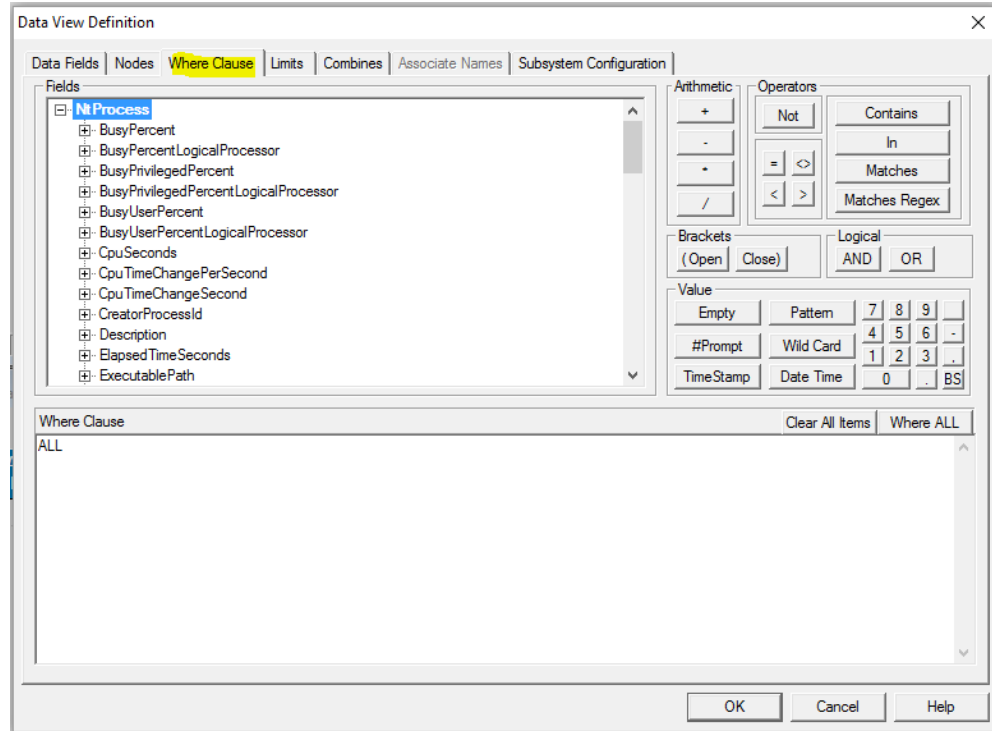 Data View Definition
Data Fields Nodes Where Clause Limits Combines Associate Names Subsystem Configuration
Fields
NtProcess
BusyPercent
BusyPercentLogicalProcessor
BusyPrivilegedPercent
BusyPrivilegedPercentLogicalProcessor
BusyUserPercent
BusyUserPercentLogicalProcessor
CpuSeconds
CpuTimeChangePerSecond
CpuTimeChangeSecond
CreatorProcessId
Description
ElapsedTimeSeconds
ExecutablePath
Arithmetic
+
-
*
/
Operators
Not
= <>
< >
Contains
In
Matches
Matches Regex
Brackets
(Open Close)
Logical
AND OR
Value
Empty Pattern 7 8 9
#Prompt Wild Card 4 5 6 -
1 2 3 ,
TimeStamp Date Time 0 . BS
Where Clause Clear All Items Where ALL
ALL
OK Cancel Help